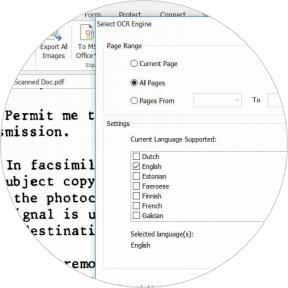 Form Protect Connect
Select OCR Engine
Export All
Images
To MS
Office
Page Range
Current Page
All Pages
Pages From
To
Scanned Doc.pdf
Settings
Current Language Supported:
Dutch
English
Estonian
Faeroese
Finnish
French
Galician
Selected language(s):
English
Permit me t
smission.
In facsimil
ubject copy
the photoc
gnal is u
destinati
remo